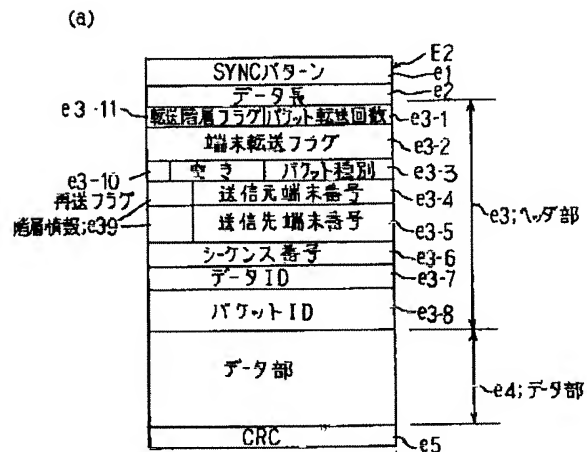 (a)
E2
SYNCパターン e1
データ長 e2
e3-11 転送階層フラグ パケット転送回数 e3-1
端末転送フラグ e3-2
e3-10 空き パケット種別 e3-3
再送フラグ 送信元端末番号 e3-4
階層情報;e39 送信先端末番号 e3-5
シーケンス番号 e3-6
データID e3-7
パケットID e3-8
e3;ヘッダ部
データ部
e4;データ部
CRC e5